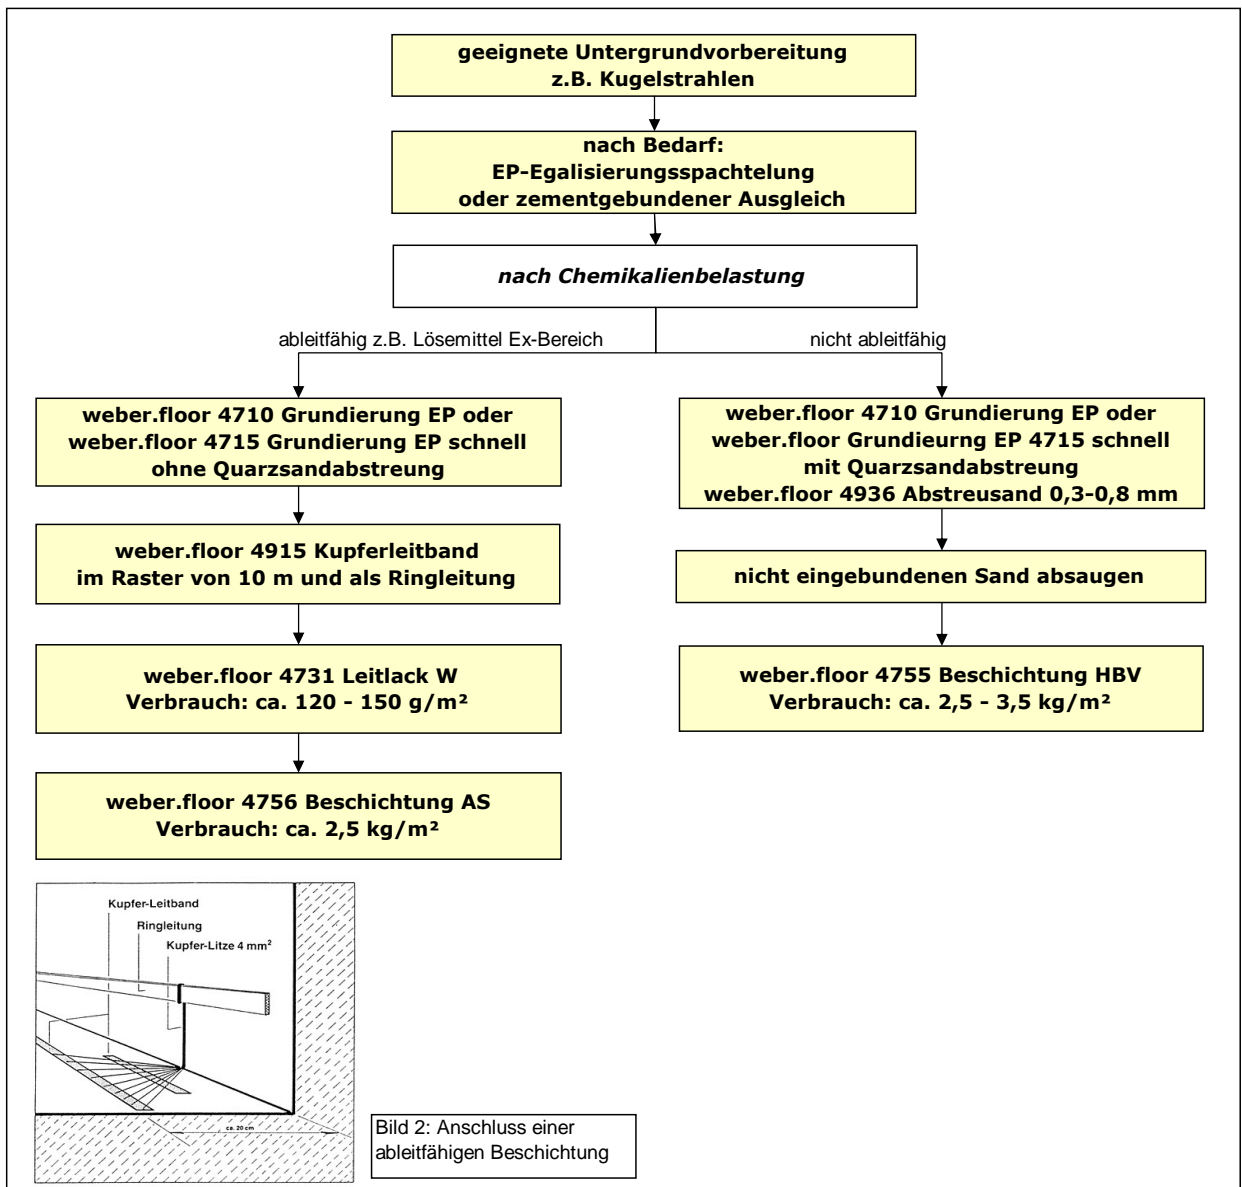 geeignete Untergrundvorbereitung
z.B. Kugelstrahlen
nach Bedarf:
EP-Egalisierungsspachtelung
oder zementgebundener Ausgleich
nach Chemikalienbelastung
ableitfähig z.B. Lösemittel Ex-Bereich
nicht ableitfähig
weber.floor 4710 Grundierung EP oder
weber.floor 4715 Grundierung EP schnell
ohne Quarzsandabstreung
weber.floor 4915 Kupferleitband
im Raster von 10 m und als Ringleitung
weber.floor 4731 Leitlack W
Verbrauch: ca. 120 - 150 g/m²
weber.floor 4756 Beschichtung AS
Verbrauch: ca. 2,5 kg/m²
weber.floor 4710 Grundierung EP oder
weber.floor Grundieurng EP 4715 schnell
mit Quarzsandabstreung
weber.floor 4936 Abstreusand 0,3-0,8 mm
nicht eingebundenen Sand absaugen
weber.floor 4755 Beschichtung HBV
Verbrauch: ca. 2,5 - 3,5 kg/m²
Kupfer-Leitband
Ringleitung
Kupfer-Litze 4 mm²
ca. 20 cm
Bild 2: Anschluss einer
ableitfähigen Beschichtung